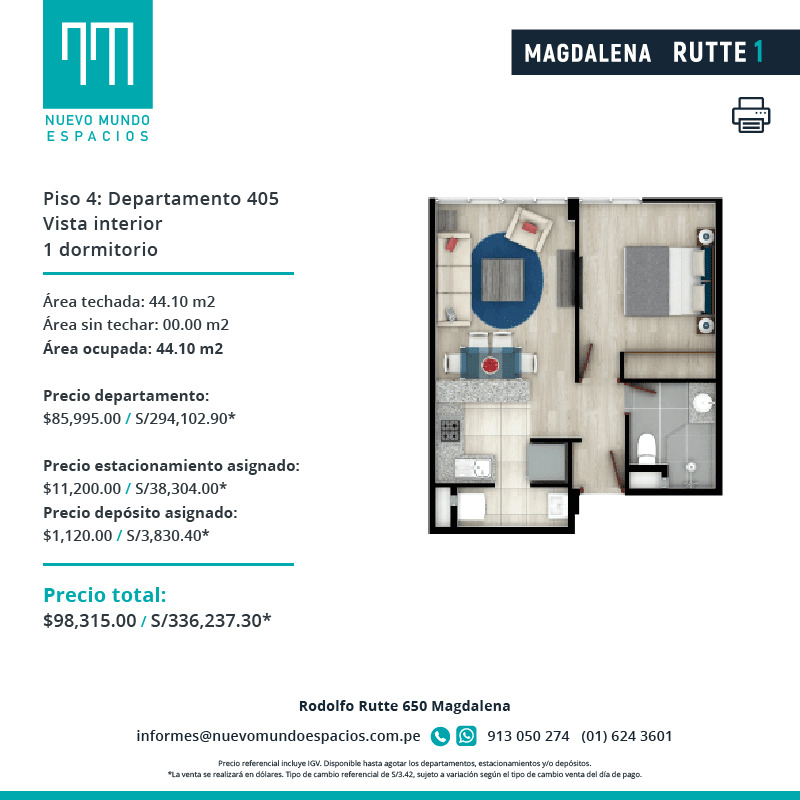 NUEVO MUNDO
ESPACIOS
MAGDALENA RUTTE 1
Piso 4: Departamento 405
Vista interior
1 dormitorio
Área techada: 44.10 m2
Área sin techar: 00.00 m2
Área ocupada: 44.10 m2
Precio departamento:
$85,995.00 / S/294,102.90*
Precio estacionamiento asignado:
$11,200.00 / S/38,304.00*
Precio depósito asignado:
$1,120.00 / S/3,830.40*
Precio total:
$98,315.00 / S/336,237.30*
Rodolfo Rutte 650 Magdalena
informes@nuevomundoespacios.com.pe 913 050 274 (01) 624 3601
Precio referencial incluye IGV. Disponible hasta agotar los departamentos, estacionamientos y/o depósitos.
*La venta se realizará en dólares. Tipo de cambio referencial de S/3.42, sujeto a variación según el tipo de cambio venta del día de pago.